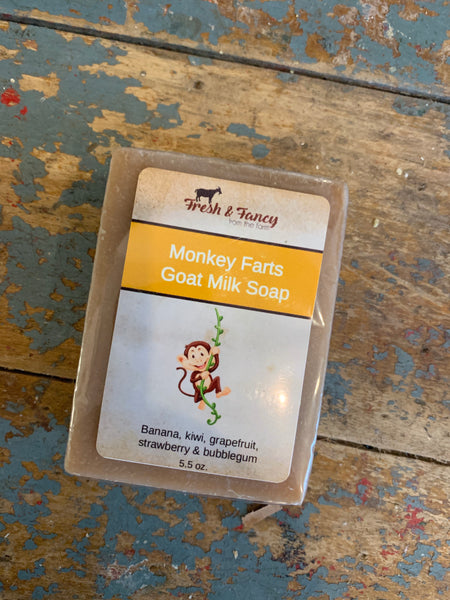 Fresh & Fancy
from the farm
Monkey Farts
Goat Milk Soap
Banana, kiwi, grapefruit,
strawberry & bubblegum
5.5 oz.